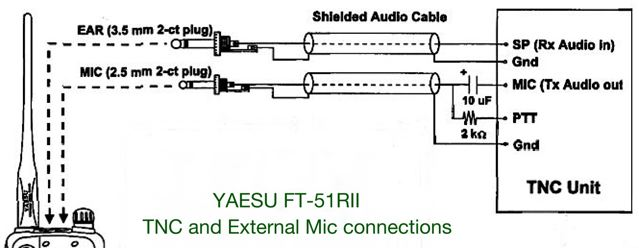 Shielded Audio Cable
EAR (3.5 mm 2-ct plug)
SP (Rx Audio in)
Gnd
MIC (2.5 mm 2-ct plug)
+
MIC (Tx Audio out
10 uF
PTT
2 kΩ
Gnd
TNC Unit
YAESU
YAESU FT-51RII
TNC and External Mic connections